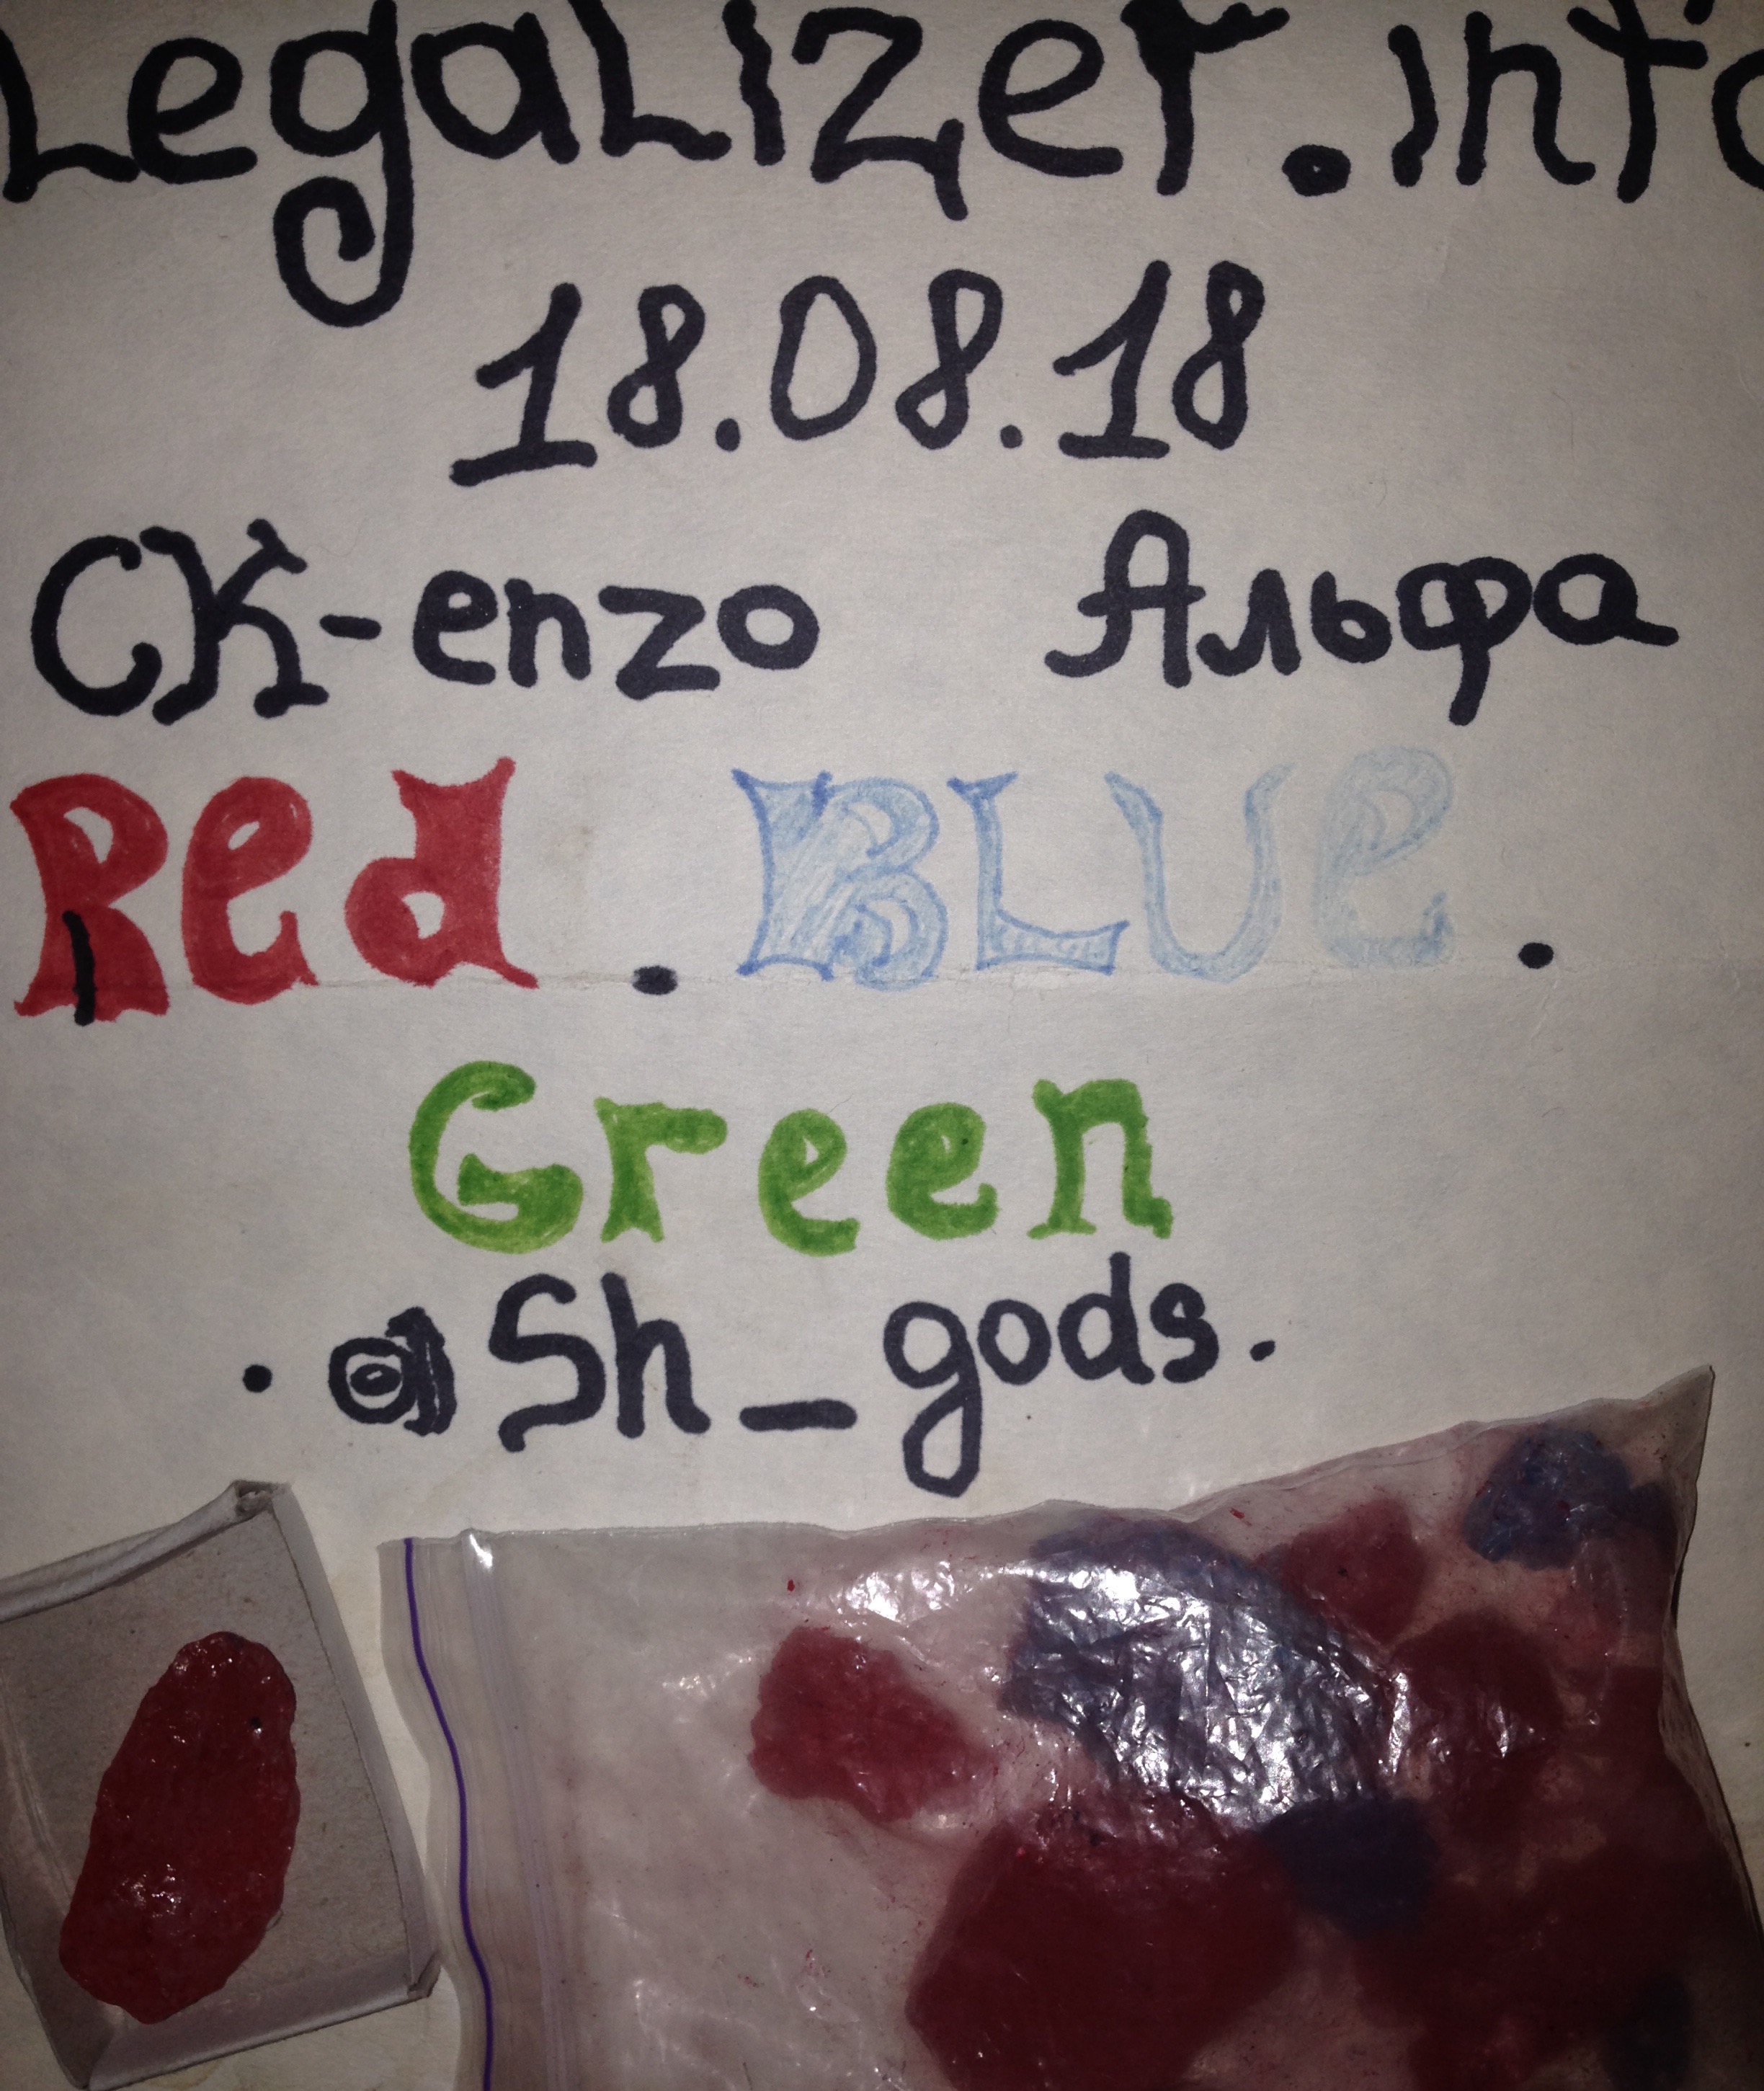 Legalizer.info
18.08.18
CK-enzo Альфа
Red . BLUe .
Green
. @Sh_gods.